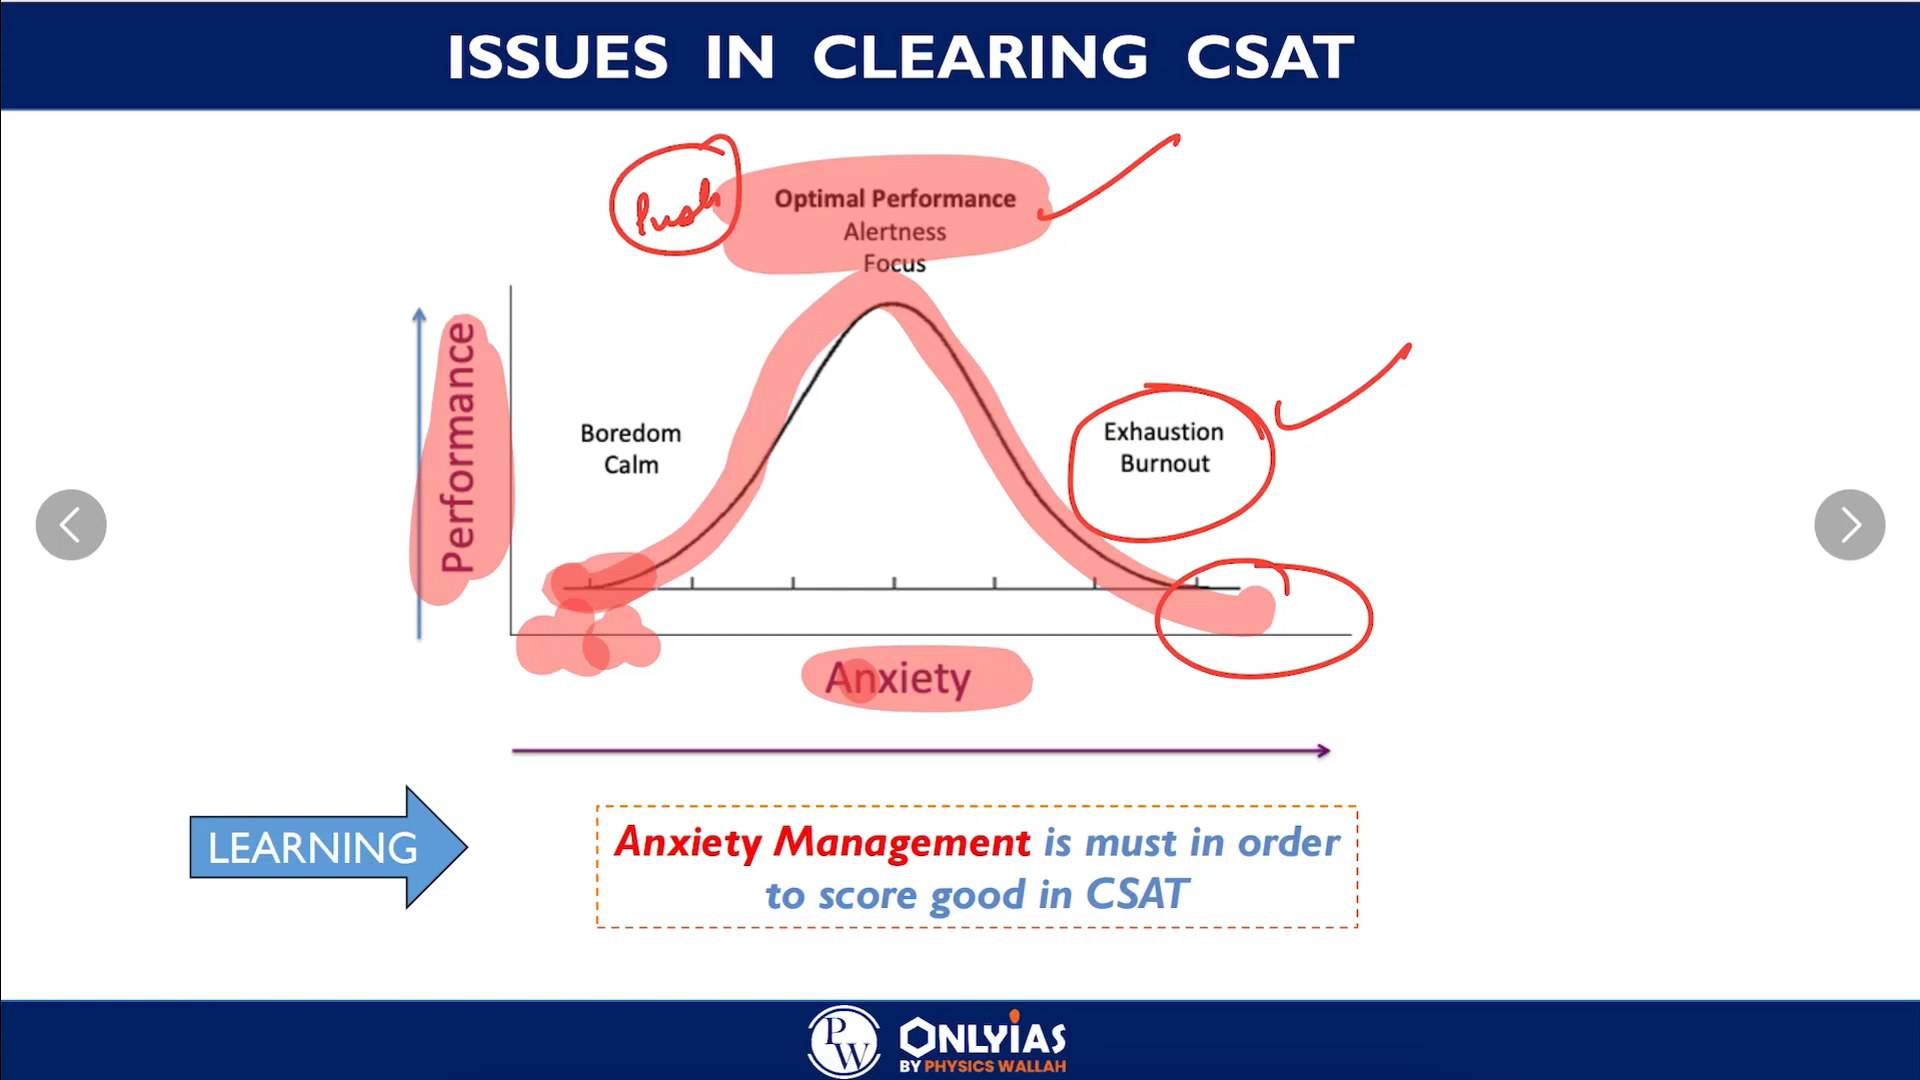 ISSUES IN CLEARING CSAT
Push
Optimal Performance
Alertness
Focus
Performance
Boredom
Calm
Exhaustion
Burnout
Anxiety
LEARNING
Anxiety Management is must in order
to score good in CSAT
PW
ONLYIAS
BY PHYSICS WALLAH